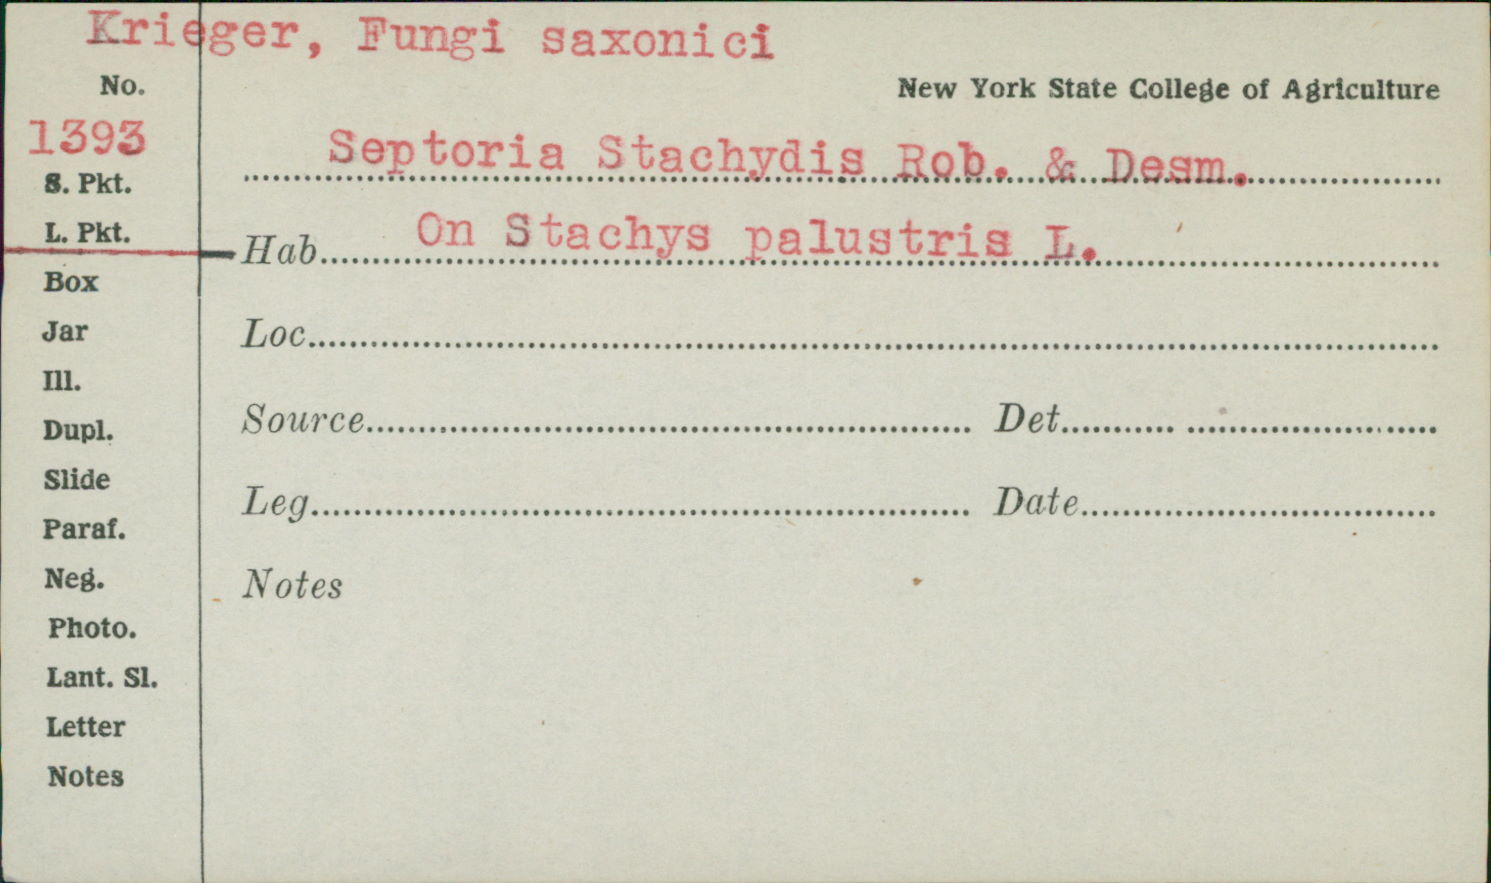 Krieger, Fungi saxonici
No.
New York State College of Agriculture
1393
Septoria Stachydis Rob. & Desm.
S. Pkt.
L. Pkt.
Hab. On Stachys palustris L.
Box
Jar
Loc.
Ill.
Dupl.
Source Det.
Slide
Leg. Date
Paraf.
Neg.
Notes
Photo.
Lant. Sl.
Letter
Notes